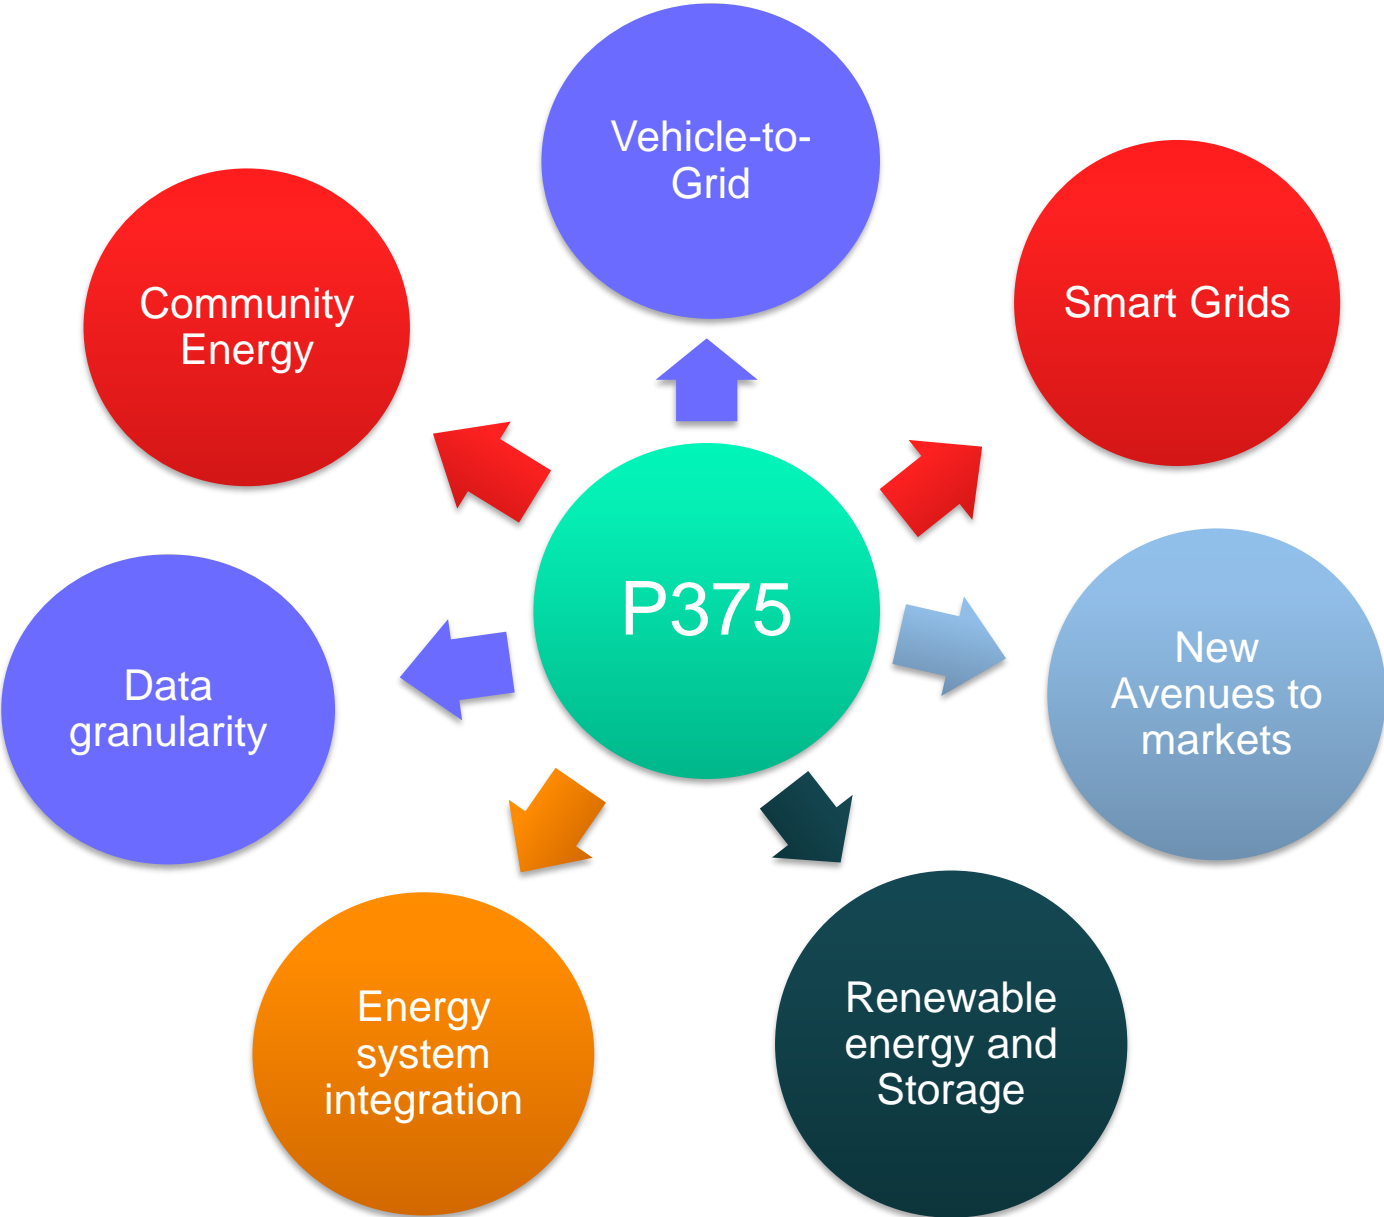 Vehicle-to-
Grid
Smart Grids
Community
Energy
P375
New
Avenues to
markets
Data
granularity
Renewable
energy and
Storage
Energy
system
integration